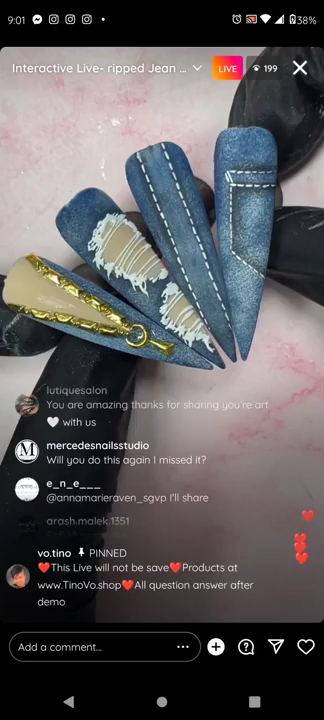 9:01
38%
Interactive Live- ripped Jean ...
LIVE
199
lutiquesalon
You are amazing thanks for sharing you're art
🤍 with us
M
mercedesnailsstudio
Will you do this again I missed it?
e_n_e___
@annamarieraven_sgvp I'll share
arash.malek.1351
vo.tino PINNED
❤️This Live will not be save❤️Products at
www.TinoVo.shop❤️All question answer after
demo
Add a comment...